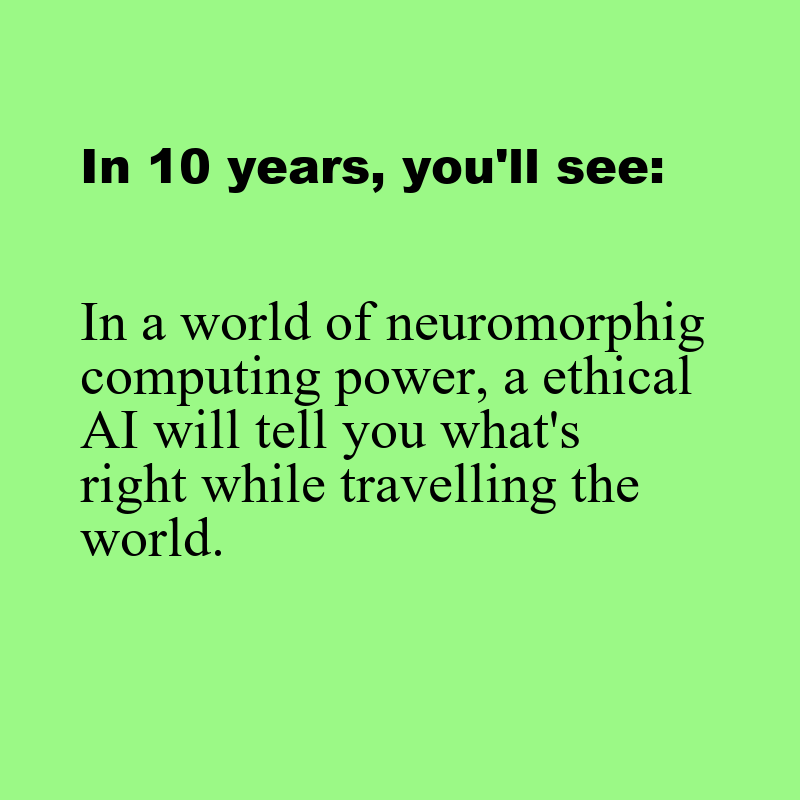 In 10 years, you'll see:
In a world of neuromorphig
computing power, a ethical
AI will tell you what's
right while travelling the
world.